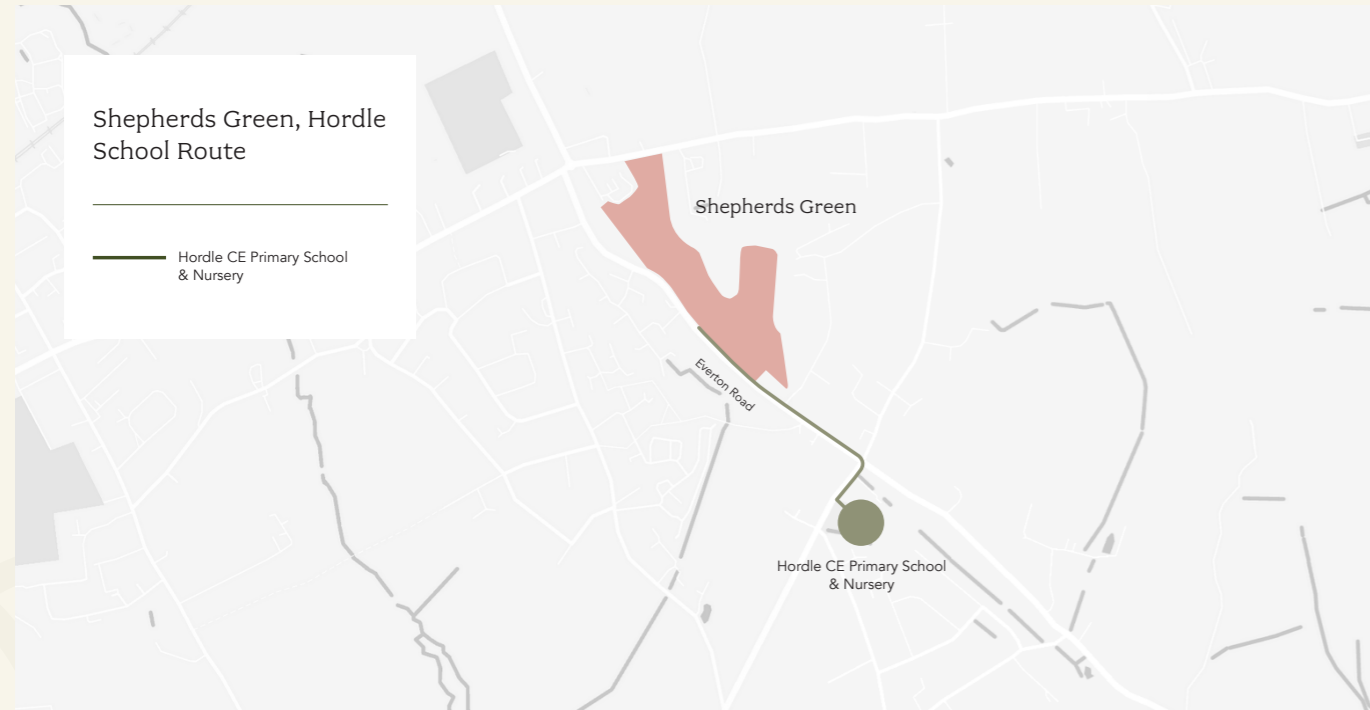 Shepherds Green, Hordle
School Route
Hordle CE Primary School
& Nursery
Shepherds Green
Everton Road
Hordle CE Primary School
& Nursery